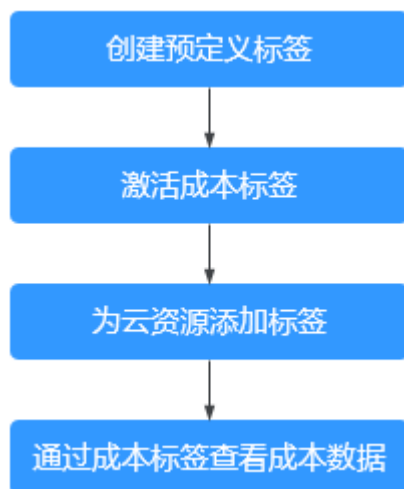 创建预定义标签
激活成本标签
为云资源添加标签
通过成本标签查看成本数据